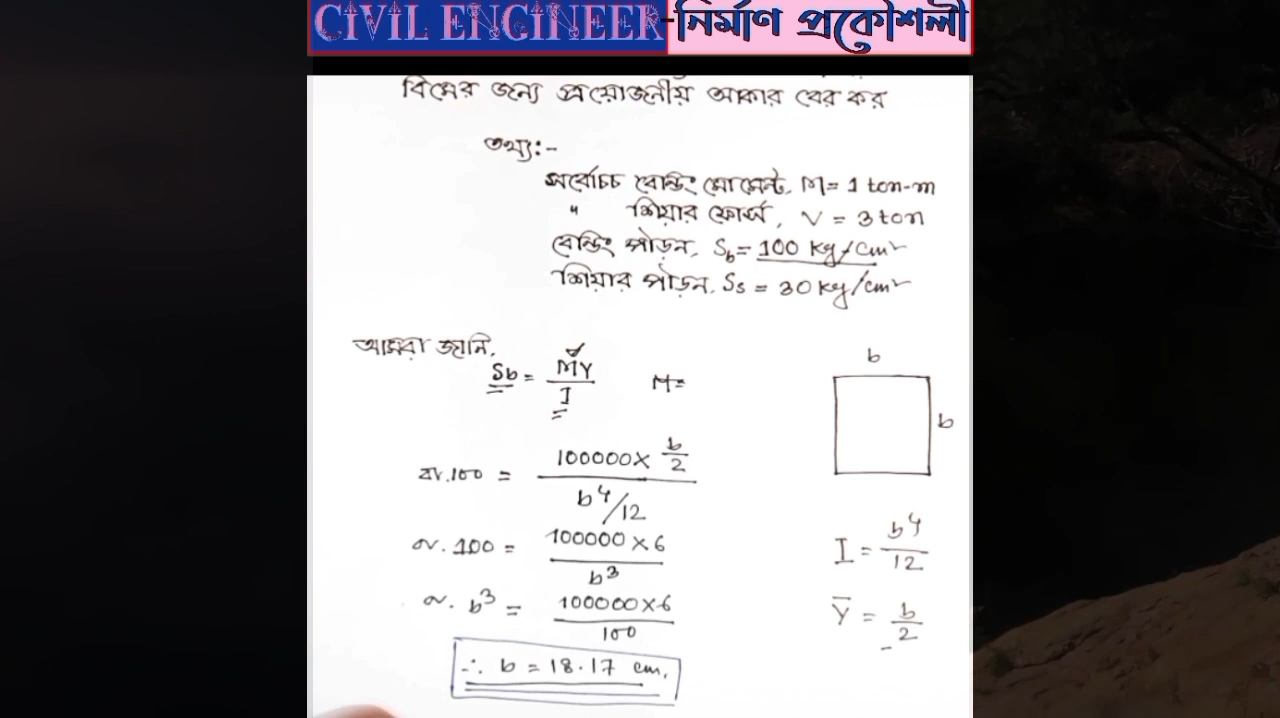 CIVIL ENGINEER-নির্মাণ প্রকৌশলী
বিমের জন্য প্রয়োজনীয় আকার বের কর
তথ্য:-
সর্বোচ্চ বেন্ডিং মোমেন্ট, M = 1 ton-m
" শিয়ার ফোর্স, V = 3 ton
বেন্ডিং পীড়ন, Sb = 100 kg/cm²
শিয়ার পীড়ন, Ss = 30 kg/cm²
আমরা জানি,
Sb = MY/I M=
বা, 100 = (100000 × b/2) / (b⁴/12)
বা, 100 = (100000 × 6) / b³
বা, b³ = (100000 × 6) / 100
∴ b = 18.17 cm.
b
b
I = b⁴/12
Ȳ = b/2